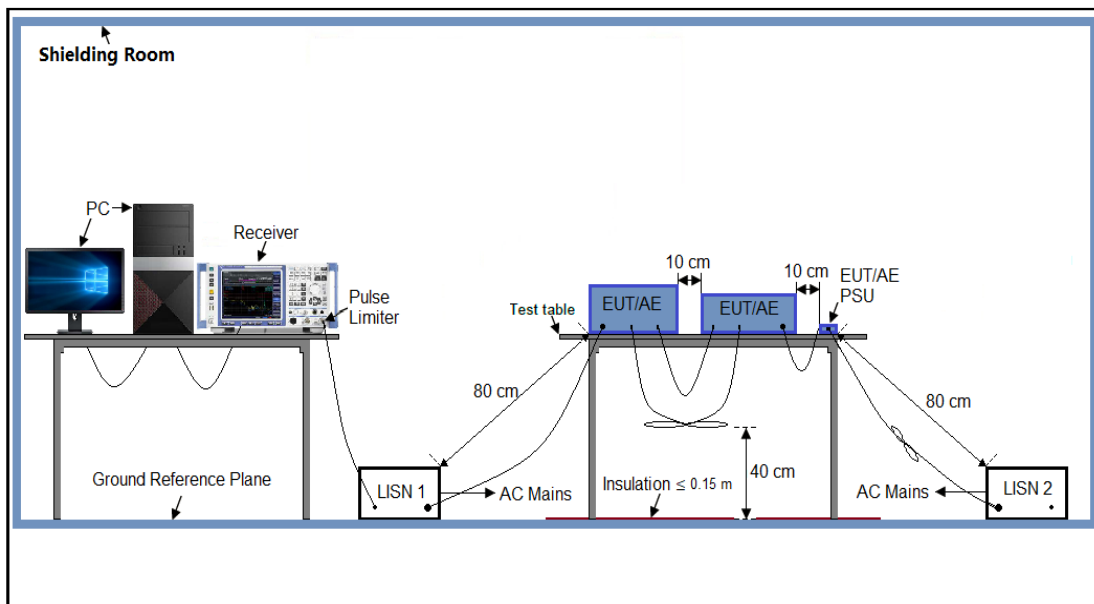 Shielding Room
PC
Receiver
Pulse
Limiter
10 cm
10 cm
EUT/AE
PSU
EUT/AE
EUT/AE
Test table
80 cm
80 cm
40 cm
Ground Reference Plane
LISN 1
AC Mains
Insulation ≤ 0.15 m
AC Mains
LISN 2